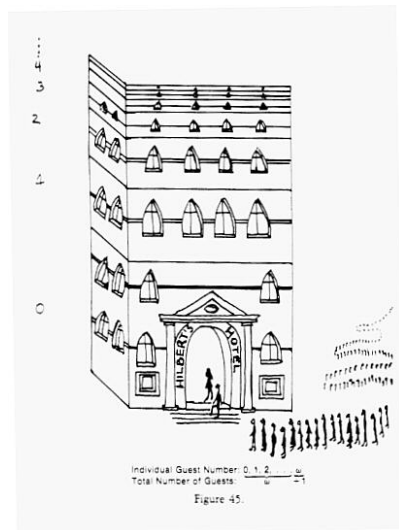 ⋮
4
3
2
0
HILBERT'S HOTEL
Individual Guest Number: 0, 1, 2, . . . ω
Total Number of Guests: ω +1
Figure 45.